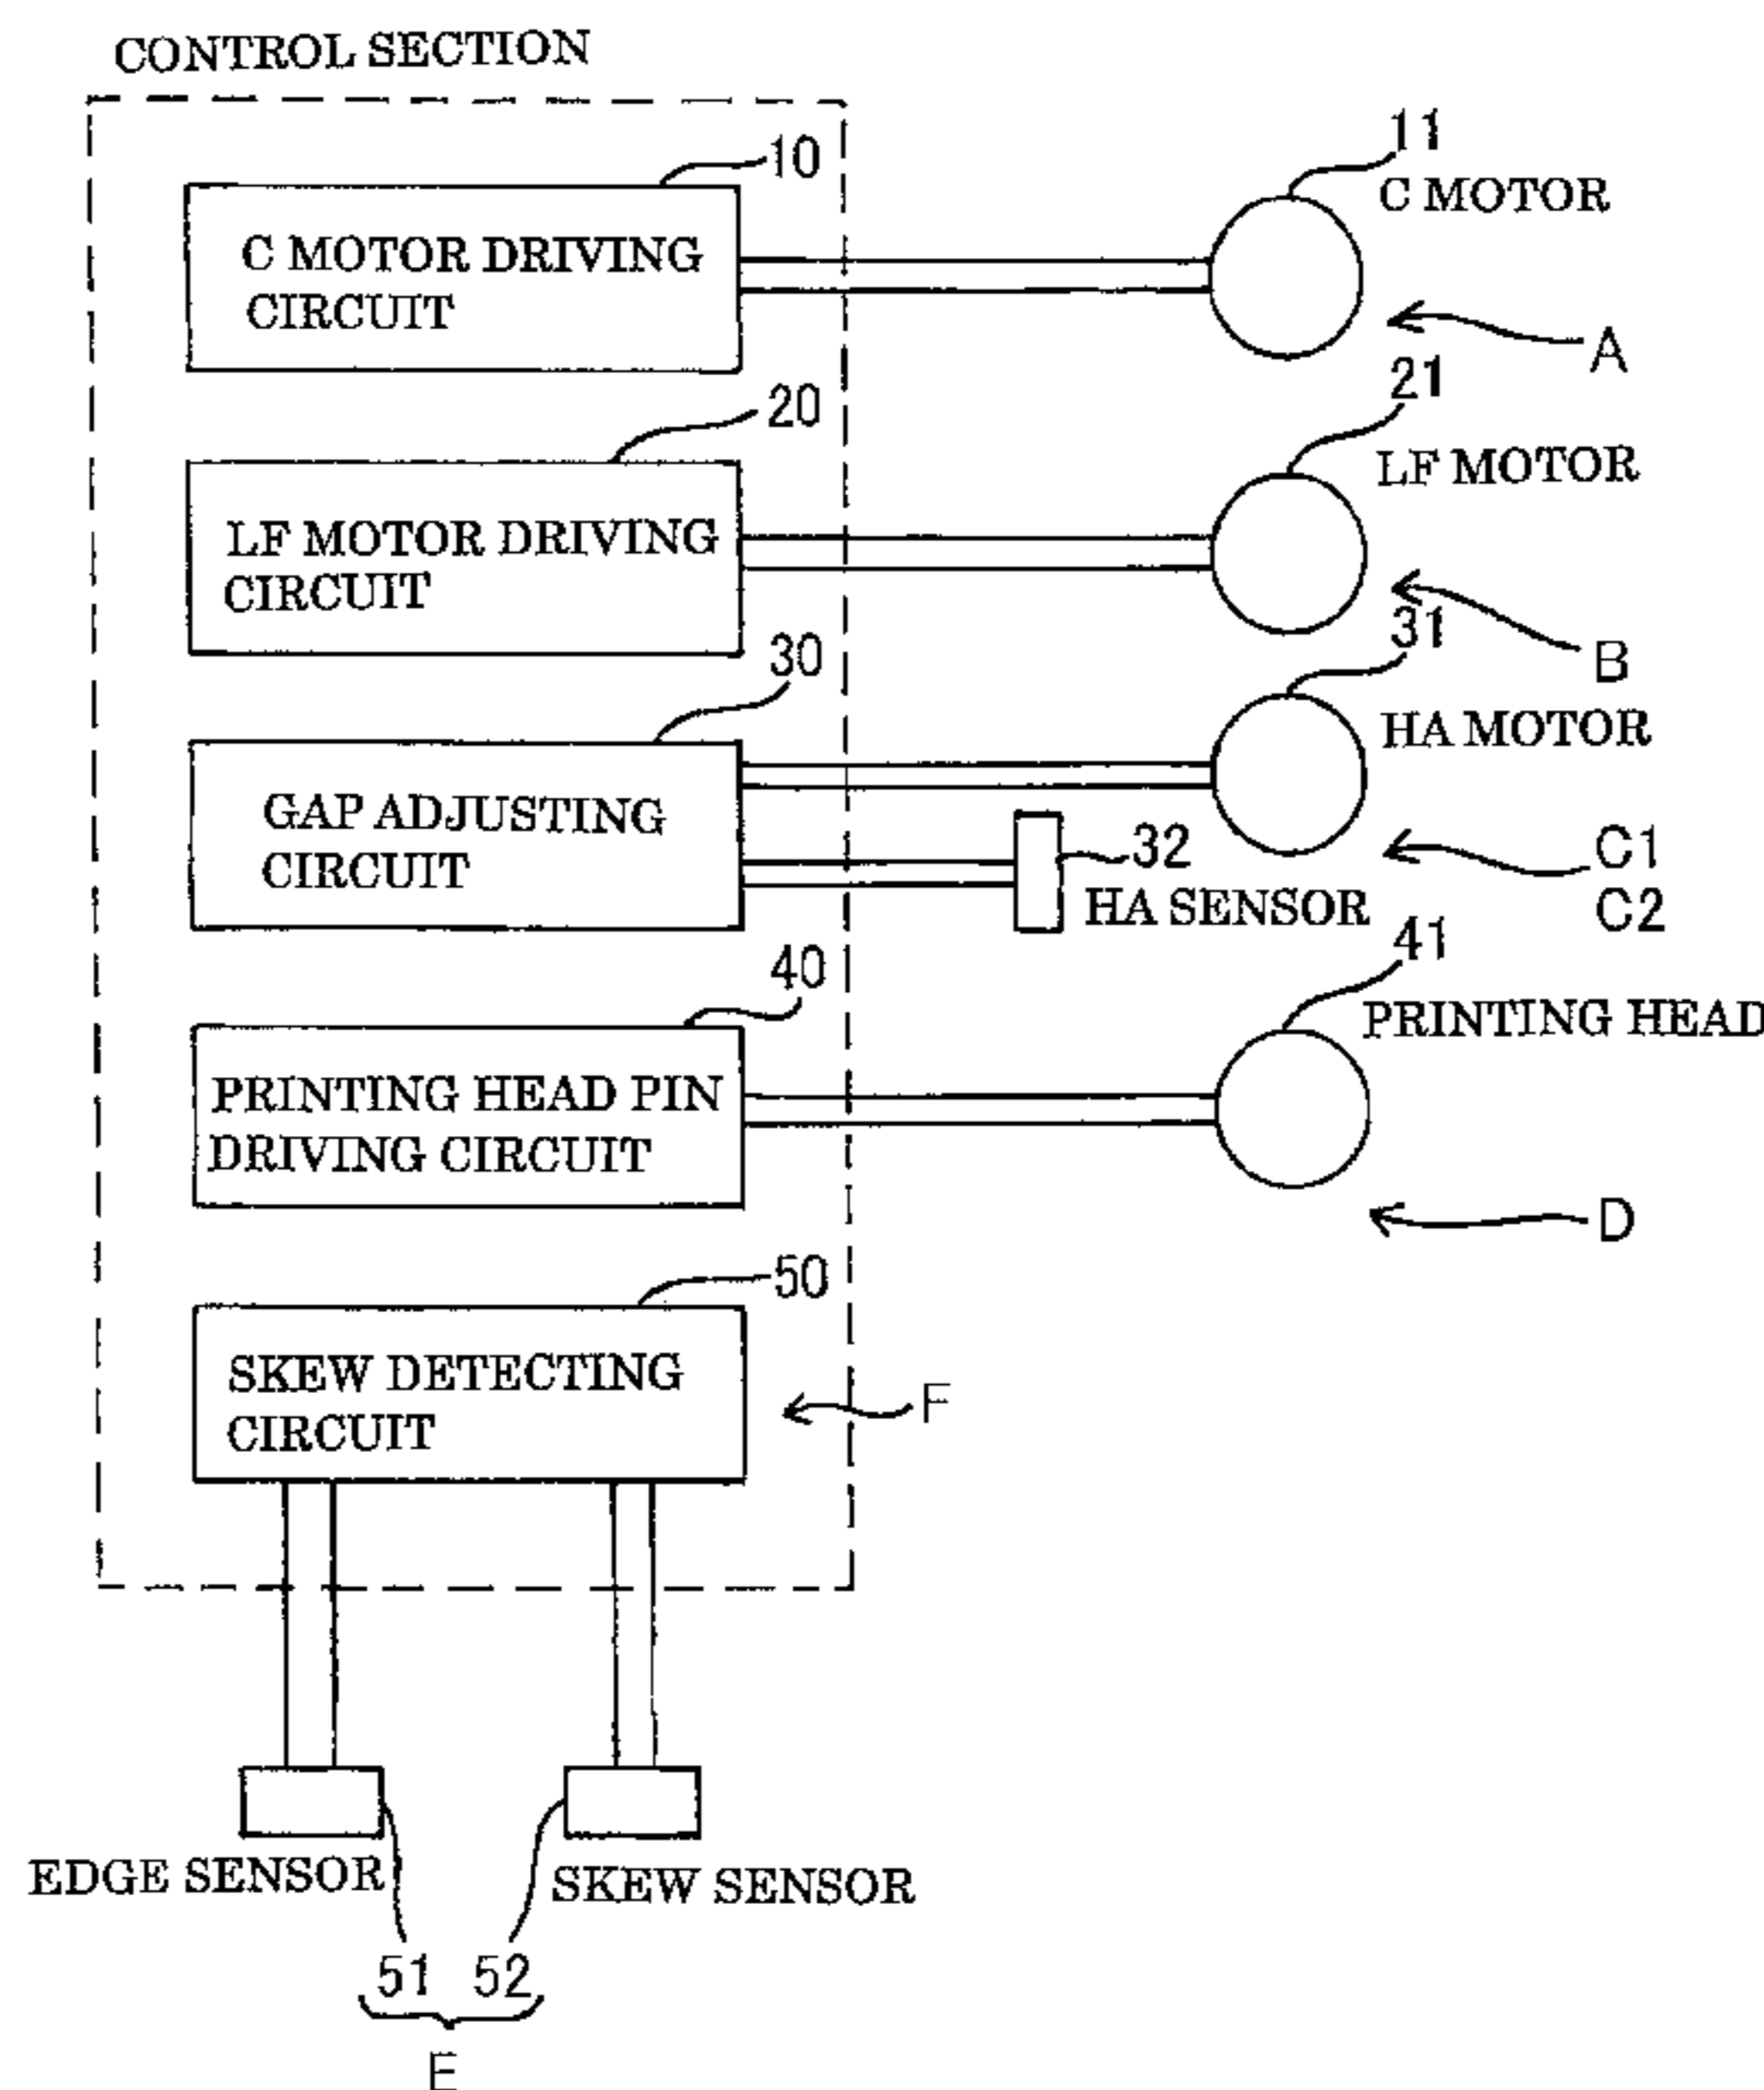 CONTROL SECTION
10
11
C MOTOR
C MOTOR DRIVING
CIRCUIT
A
20
21
LF MOTOR
LF MOTOR DRIVING
CIRCUIT
B
30
31
HA MOTOR
GAP ADJUSTING
CIRCUIT
32
HA SENSOR
C1
C2
40
41
PRINTING HEAD
PRINTING HEAD PIN
DRIVING CIRCUIT
D
50
SKEW DETECTING
CIRCUIT
F
EDGE SENSOR
SKEW SENSOR
51 52
E